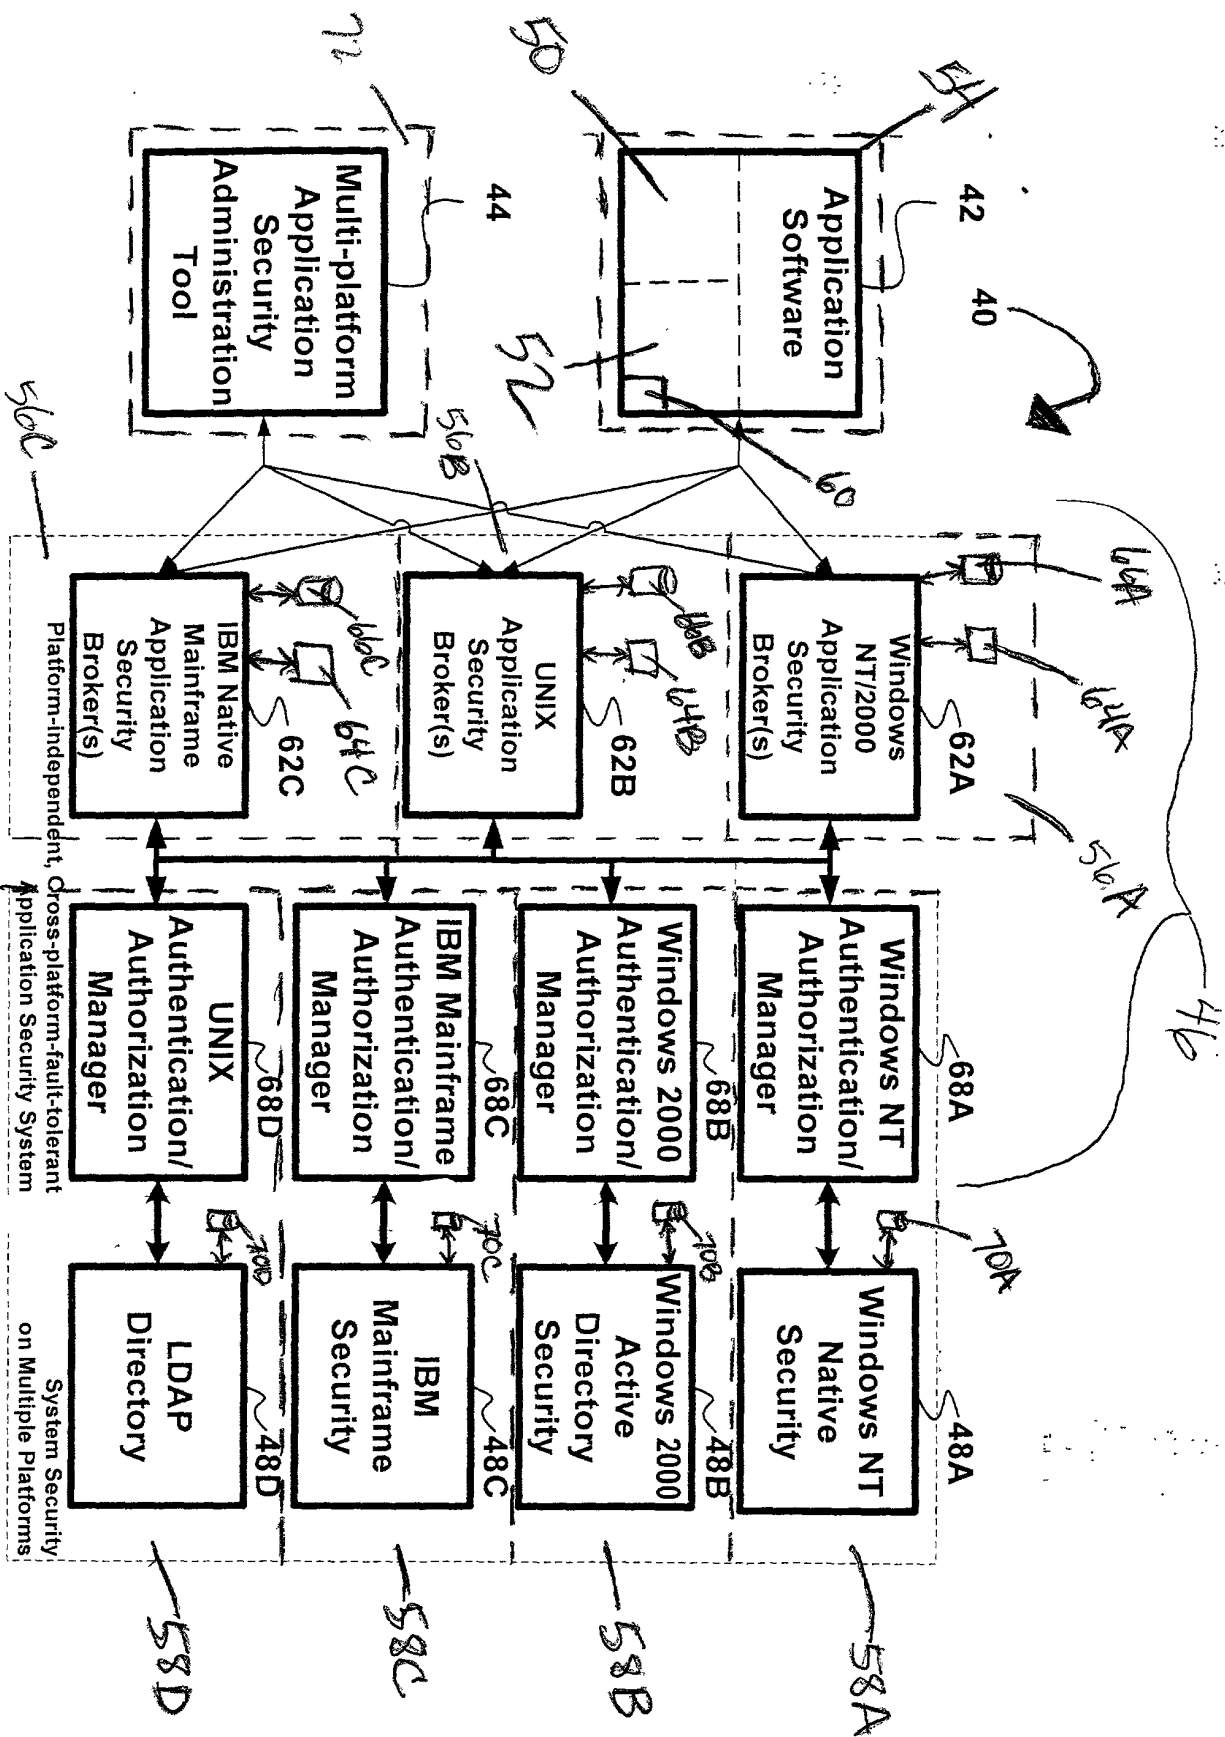 40
54
42
Application
Software
50
52
60
72
44
Multi-platform
Application
Security
Administration
Tool
46
66A
64A
56A
Windows
NT/2000
Application
Security
Broker(s)
62A
56B
66B
64B
UNIX
Application
Security
Broker(s)
62B
56C
66C
64C
IBM Native
Mainframe
Application
Security
Broker(s)
62C
Platform-independent, Cross-platform-fault-tolerant
Application Security System
Windows NT
Authentication/
Authorization
Manager
68A
Windows 2000
Authentication/
Authorization
Manager
68B
IBM Mainframe
Authentication/
Authorization
Manager
68C
UNIX
Authentication/
Authorization
Manager
68D
70A
Windows NT
Native
Security
48A
70B
Windows 2000
Active
Directory
Security
48B
70C
IBM
Mainframe
Security
48C
70D
LDAP
Directory
48D
System Security
on Multiple Platforms
58A
58B
58C
58D